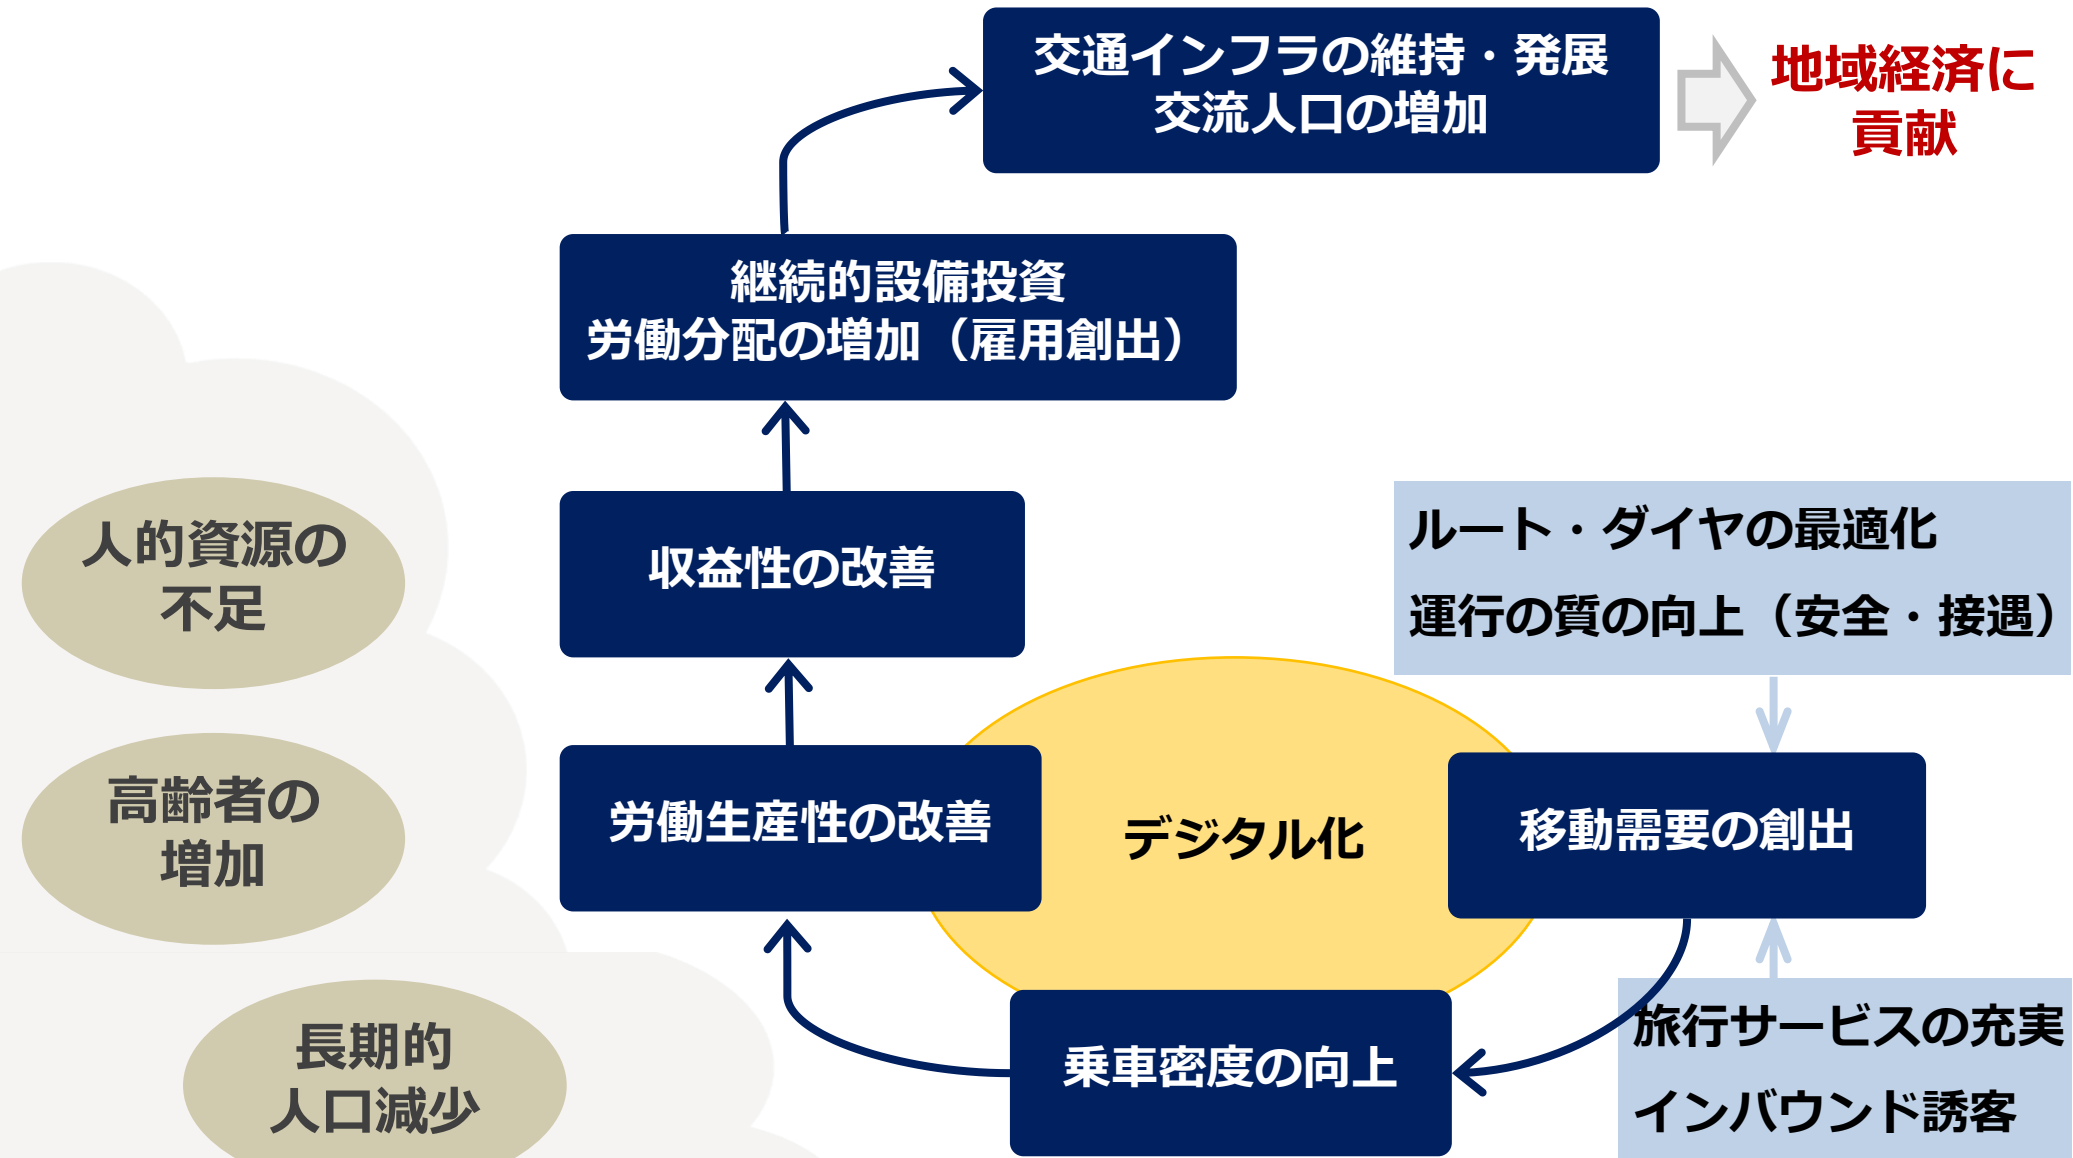 交通インフラの維持・発展
交流人口の増加
地域経済に
貢献
継続的設備投資
労働分配の増加（雇用創出）
人的資源の
不足
収益性の改善
ルート・ダイヤの最適化
運行の質の向上（安全・接遇）
高齢者の
増加
労働生産性の改善
デジタル化
移動需要の創出
長期的
人口減少
乗車密度の向上
旅行サービスの充実
インバウンド誘客